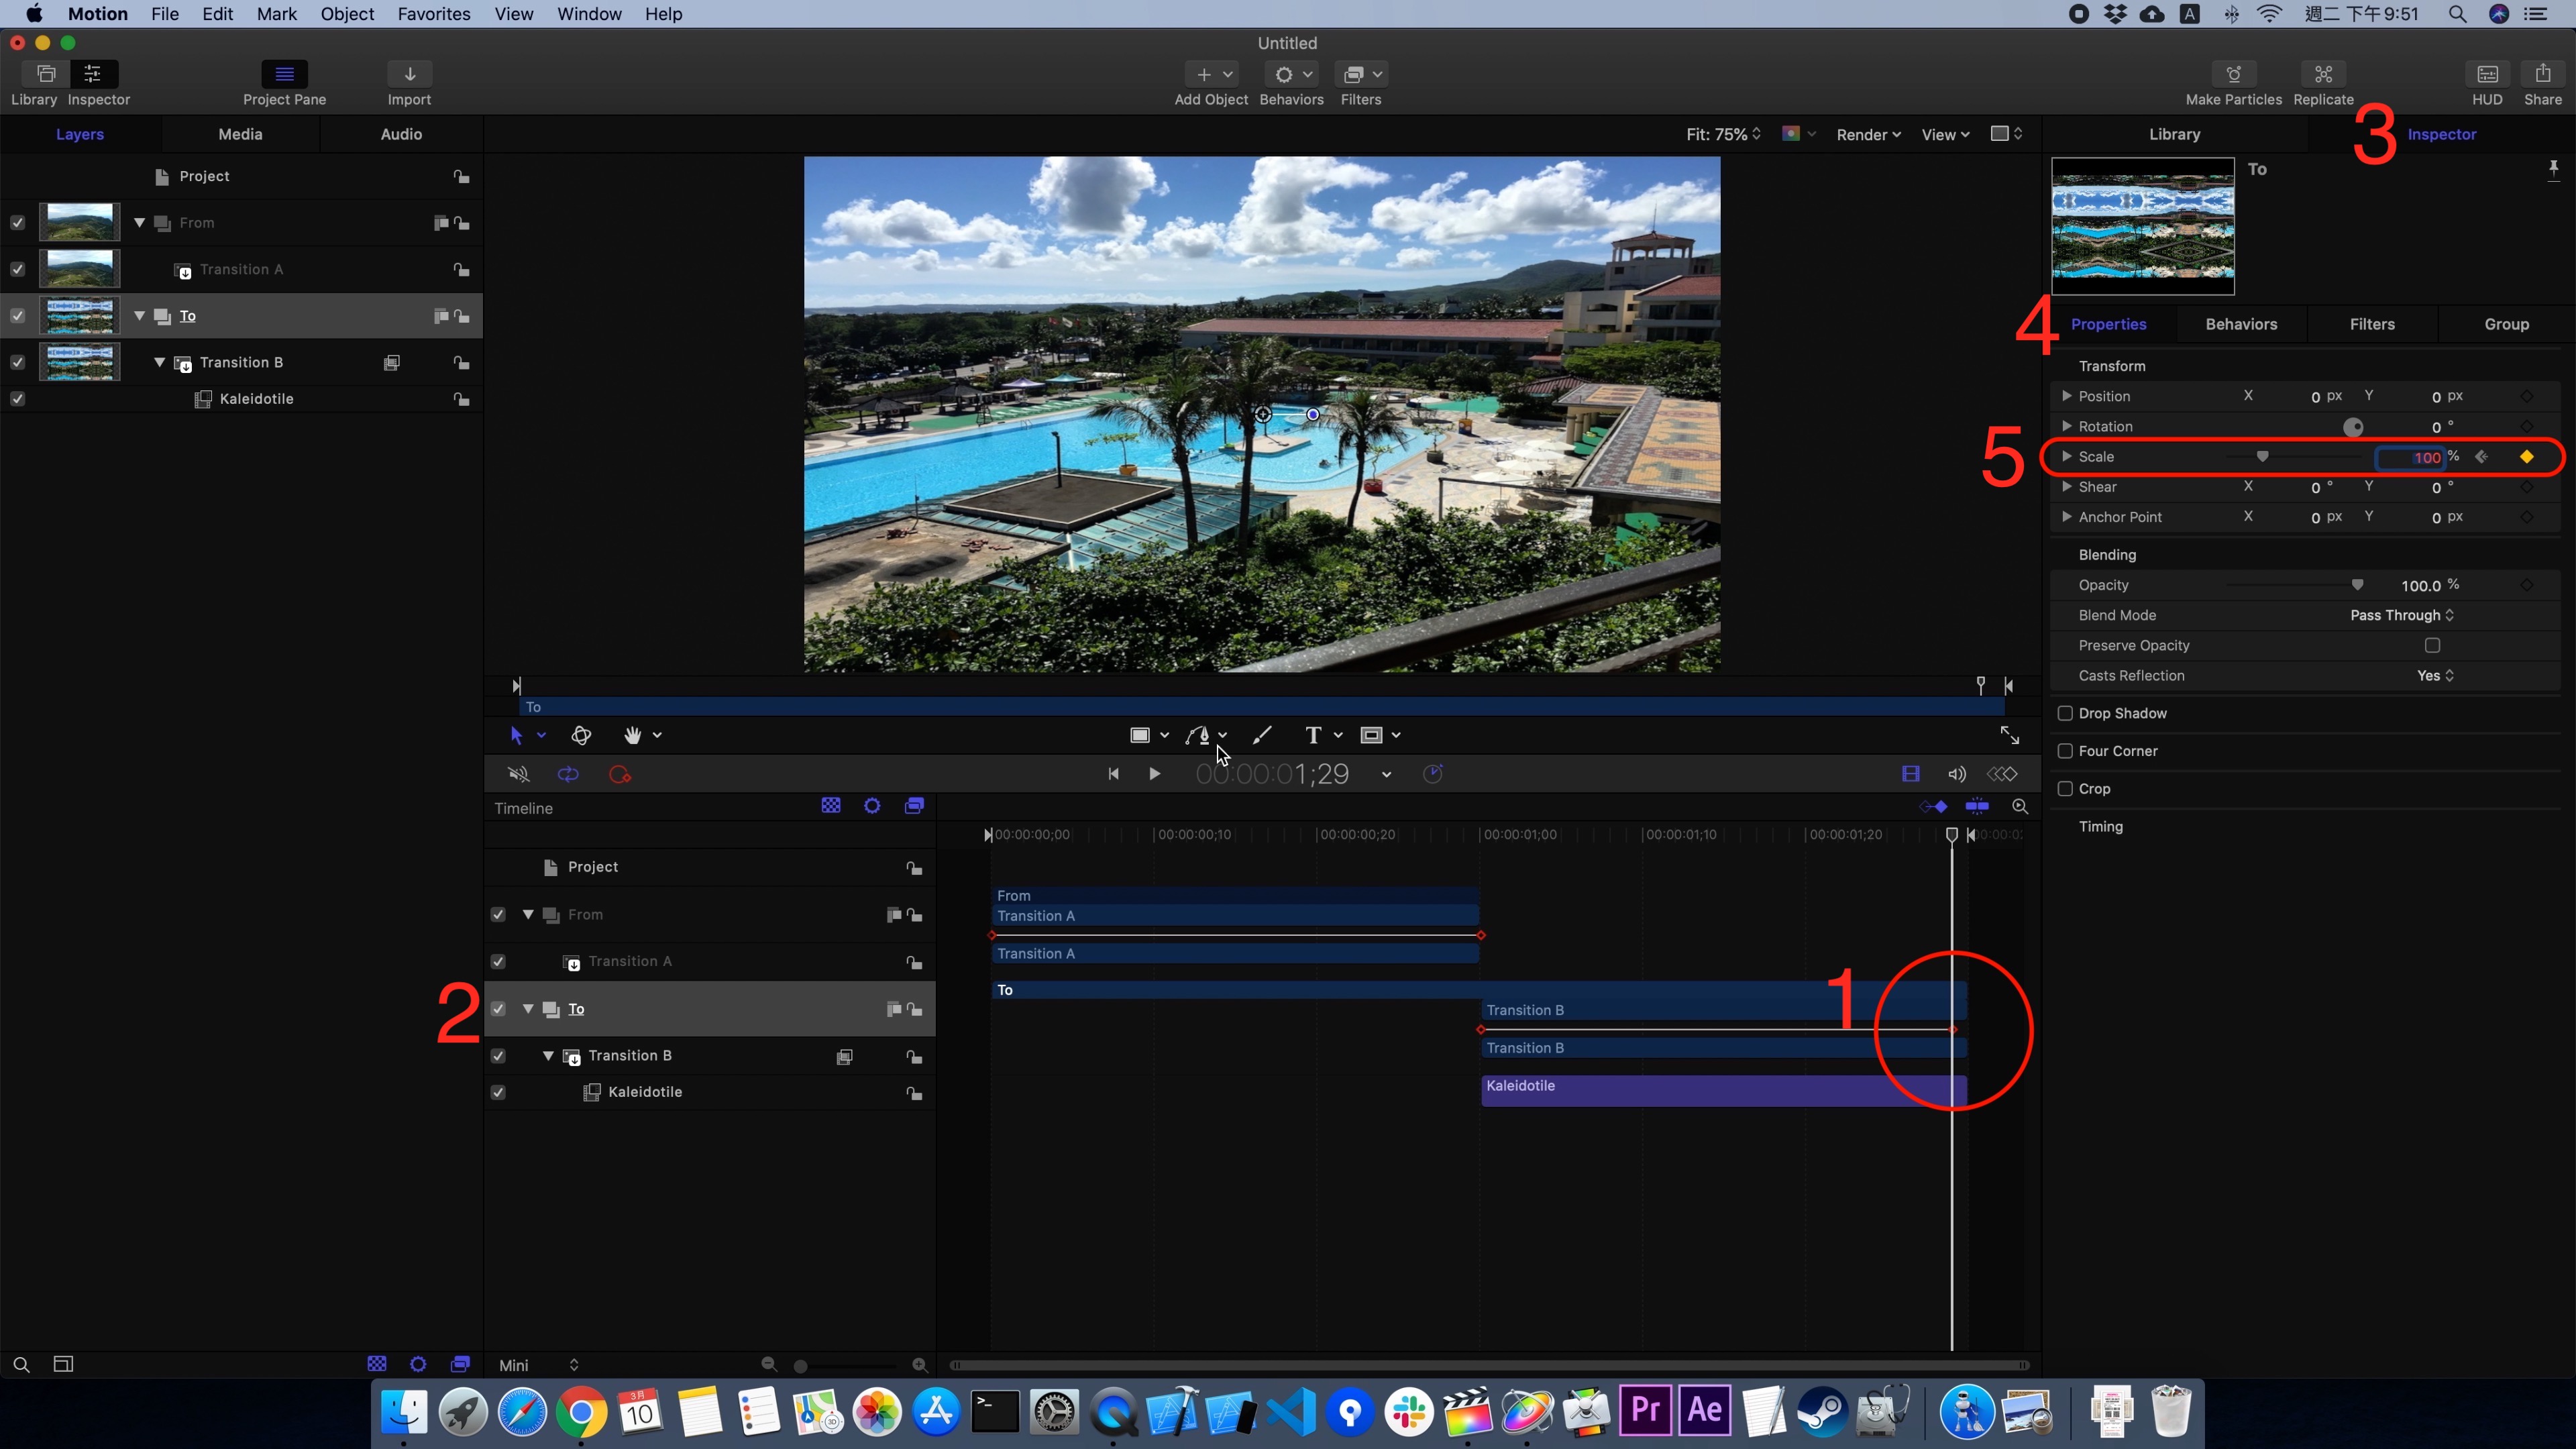 Motion File Edit Mark Object Favorites View Window Help
A 週二 下午9:51
Untitled
Library Inspector Project Pane Import Add Object Behaviors Filters Make Particles Replicate HUD Share
Layers Media Audio
Fit: 75% Render View
Library 3 Inspector
Project
From
Transition A
To
Transition B
Kaleidotile
To
4 Properties Behaviors Filters Group
Transform
Position X 0 px Y 0 px
Rotation 0 °
5 Scale 100 %
Shear X 0 ° Y 0 °
Anchor Point X 0 px Y 0 px
Blending
Opacity 100.0 %
Blend Mode Pass Through
Preserve Opacity
Casts Reflection Yes
Drop Shadow
Four Corner
Crop
Timing
To
T
00:00:01;29
Timeline
00:00:00;00 00:00:00;10 00:00:00;20 00:00:01;00 00:00:01;10 00:00:01;20
Project
From
Transition A
2 To
Transition B
Kaleidotile
From
Transition A
Transition A
To
1
Transition B
Transition B
Kaleidotile
Mini
3月
10
3D
>_
Pr Ae